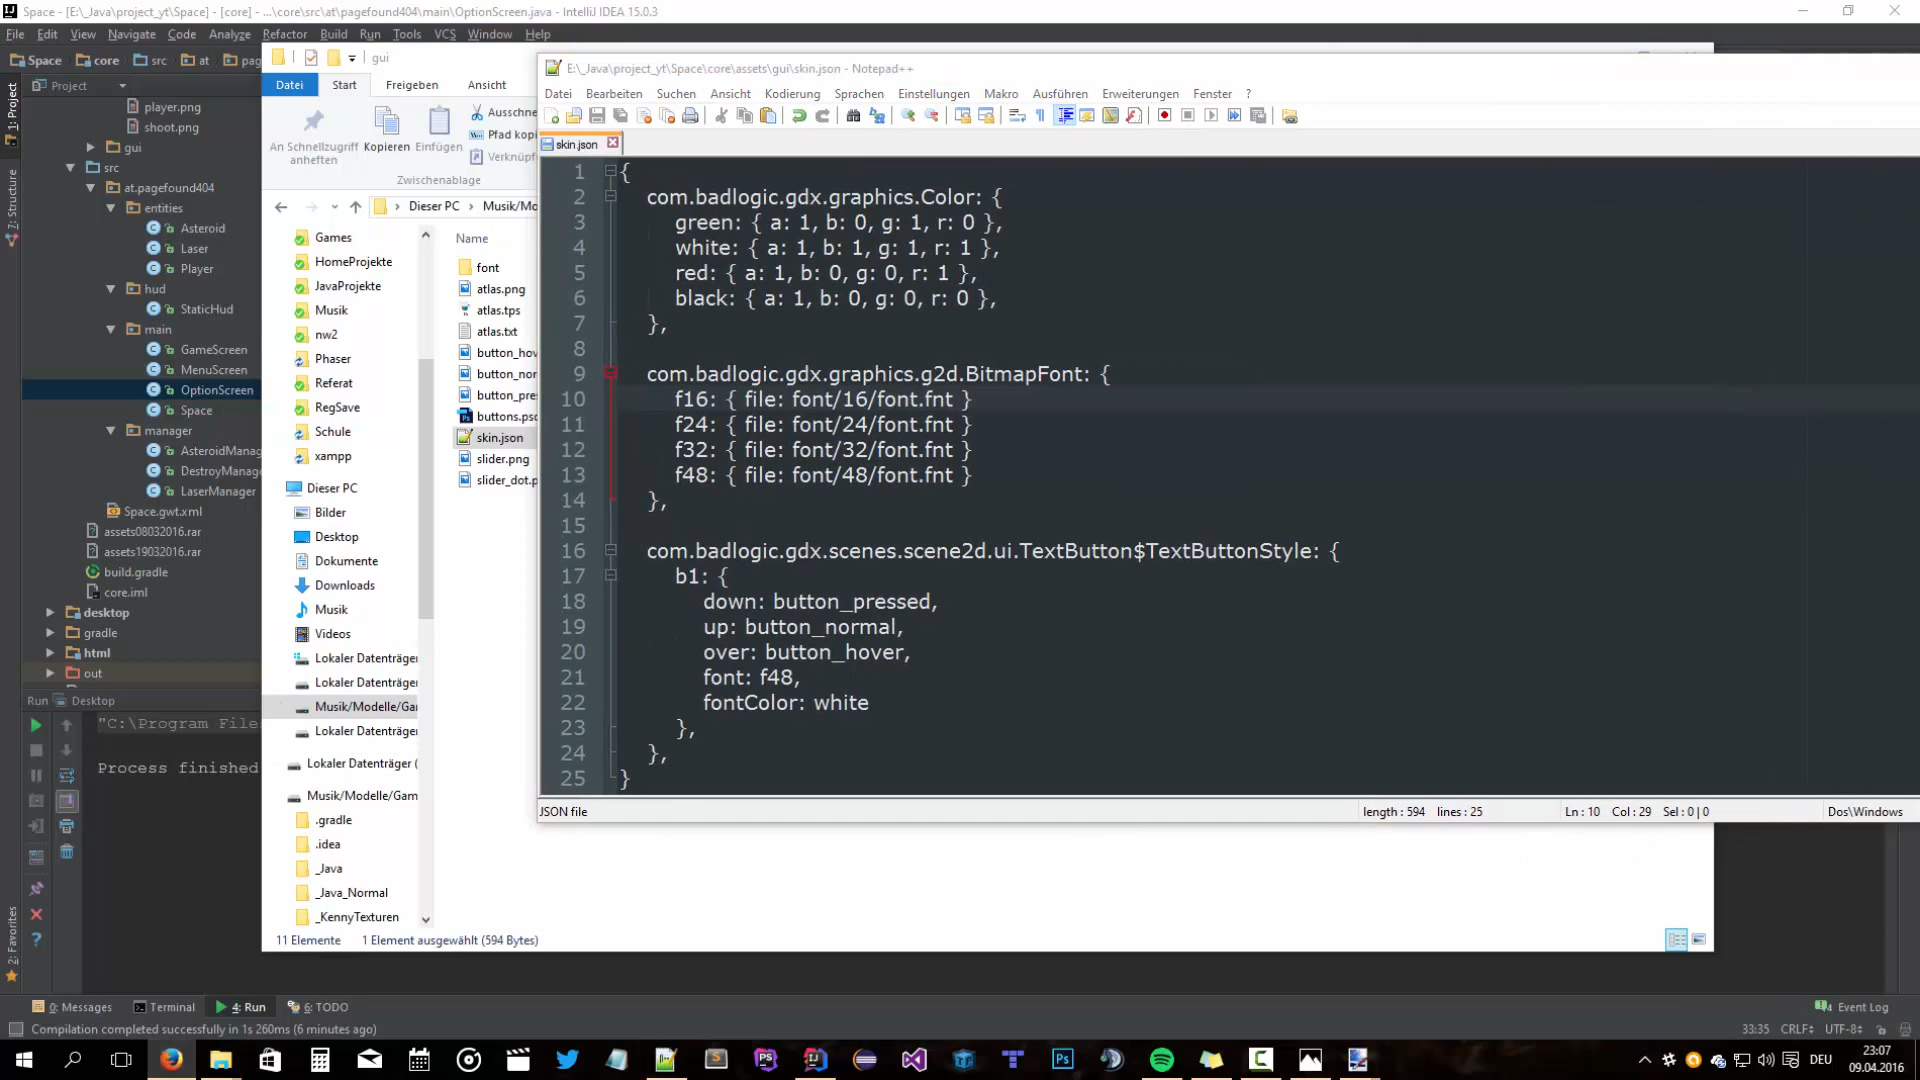 Space - [E:\_Java\project_yt\Space] - [core] - ...\core\src\at\pagefound404\main\OptionScreen.java - IntelliJ IDEA 15.0.3
File Edit View Navigate Code Analyze Refactor Build Run Tools VCS Window Help
Space core src at pag
Project
player.png
shoot.png
gui
src
at.pagefound404
entities
Asteroid
Laser
Player
hud
StaticHud
main
GameScreen
MenuScreen
OptionScreen
Space
manager
AsteroidManag
DestroyManag
LaserManager
Space.gwt.xml
assets08032016.rar
assets19032016.rar
build.gradle
core.iml
desktop
gradle
html
out
1: Project
7: Structure
2: Favorites
Run Desktop
"C:\Program File
Process finished
gui
Datei Start Freigeben Ansicht
An Schnellzugriff anheften
Kopieren
Einfügen
Ausschne
Pfad kopi
Verknüpf
Zwischenablage
Dieser PC Musik/Mo
Games
HomeProjekte
JavaProjekte
Musik
nw2
Phaser
Referat
RegSave
Schule
xampp
Dieser PC
Bilder
Desktop
Dokumente
Downloads
Musik
Videos
Lokaler Datenträger
Lokaler Datenträger
Musik/Modelle/Gar
Lokaler Datenträger
Lokaler Datenträger (
Musik/Modelle/Gam
.gradle
.idea
_Java
_Java_Normal
_KennyTexturen
Name
font
atlas.png
atlas.tps
atlas.txt
button_hov
button_nor
button_pre
buttons.psd
skin.json
slider.png
slider_dot.p
11 Elemente 1 Element ausgewählt (594 Bytes)
E:\_Java\project_yt\Space\core\assets\gui\skin.json - Notepad++
Datei Bearbeiten Suchen Ansicht Kodierung Sprachen Einstellungen Makro Ausführen Erweiterungen Fenster ?
skin.json
1 {
2 com.badlogic.gdx.graphics.Color: {
3 green: { a: 1, b: 0, g: 1, r: 0 },
4 white: { a: 1, b: 1, g: 1, r: 1 },
5 red: { a: 1, b: 0, g: 0, r: 1 },
6 black: { a: 1, b: 0, g: 0, r: 0 },
7 },
8
9 com.badlogic.gdx.graphics.g2d.BitmapFont: {
10 f16: { file: font/16/font.fnt }
11 f24: { file: font/24/font.fnt }
12 f32: { file: font/32/font.fnt }
13 f48: { file: font/48/font.fnt }
14 },
15
16 com.badlogic.gdx.scenes.scene2d.ui.TextButton$TextButtonStyle: {
17 b1: {
18 down: button_pressed,
19 up: button_normal,
20 over: button_hover,
21 font: f48,
22 fontColor: white
23 },
24 },
25 }
JSON file length : 594 lines : 25 Ln : 10 Col : 29 Sel : 0 | 0 Dos\Windows
0: Messages Terminal 4: Run 6: TODO Event Log
Compilation completed successfully in 1s 260ms (6 minutes ago) 33:35 CRLF UTF-8
DEU
23:07
09.04.2016